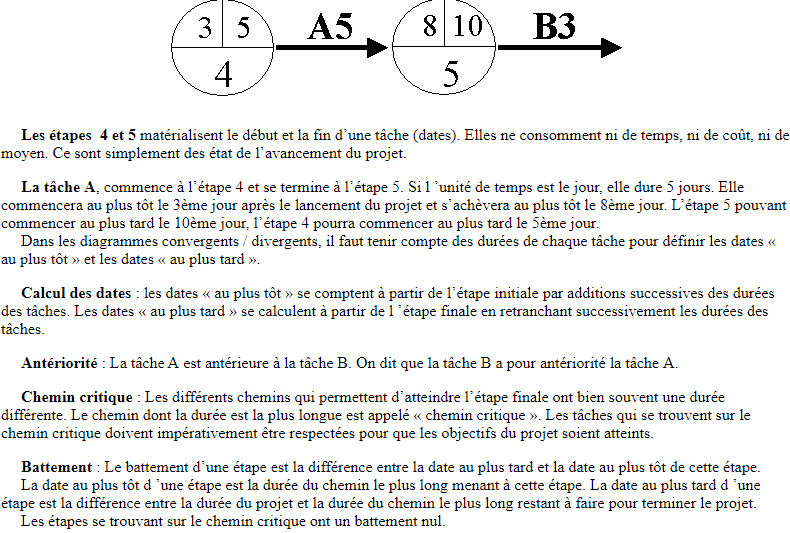 3 5 A5 8 10 B3
4 5
Les étapes 4 et 5 matérialisent le début et la fin d’une tâche (dates). Elles ne consomment ni de temps, ni de coût, ni de
moyen. Ce sont simplement des état de l’avancement du projet.
La tâche A, commence à l’étape 4 et se termine à l’étape 5. Si l ’unité de temps est le jour, elle dure 5 jours. Elle
commencera au plus tôt le 3ème jour après le lancement du projet et s’achèvera au plus tôt le 8ème jour. L’étape 5 pouvant
commencer au plus tard le 10ème jour, l’étape 4 pourra commencer au plus tard le 5ème jour.
Dans les diagrammes convergents / divergents, il faut tenir compte des durées de chaque tâche pour définir les dates «
au plus tôt » et les dates « au plus tard ».
Calcul des dates : les dates « au plus tôt » se comptent à partir de l’étape initiale par additions successives des durées
des tâches. Les dates « au plus tard » se calculent à partir de l ’étape finale en retranchant successivement les durées des
tâches.
Antériorité : La tâche A est antérieure à la tâche B. On dit que la tâche B a pour antériorité la tâche A.
Chemin critique : Les différents chemins qui permettent d’atteindre l’étape finale ont bien souvent une durée
différente. Le chemin dont la durée est la plus longue est appelé « chemin critique ». Les tâches qui se trouvent sur le
chemin critique doivent impérativement être respectées pour que les objectifs du projet soient atteints.
Battement : Le battement d’une étape est la différence entre la date au plus tard et la date au plus tôt de cette étape.
La date au plus tôt d ’une étape est la durée du chemin le plus long menant à cette étape. La date au plus tard d ’une
étape est la différence entre la durée du projet et la durée du chemin le plus long restant à faire pour terminer le projet.
Les étapes se trouvant sur le chemin critique ont un battement nul.